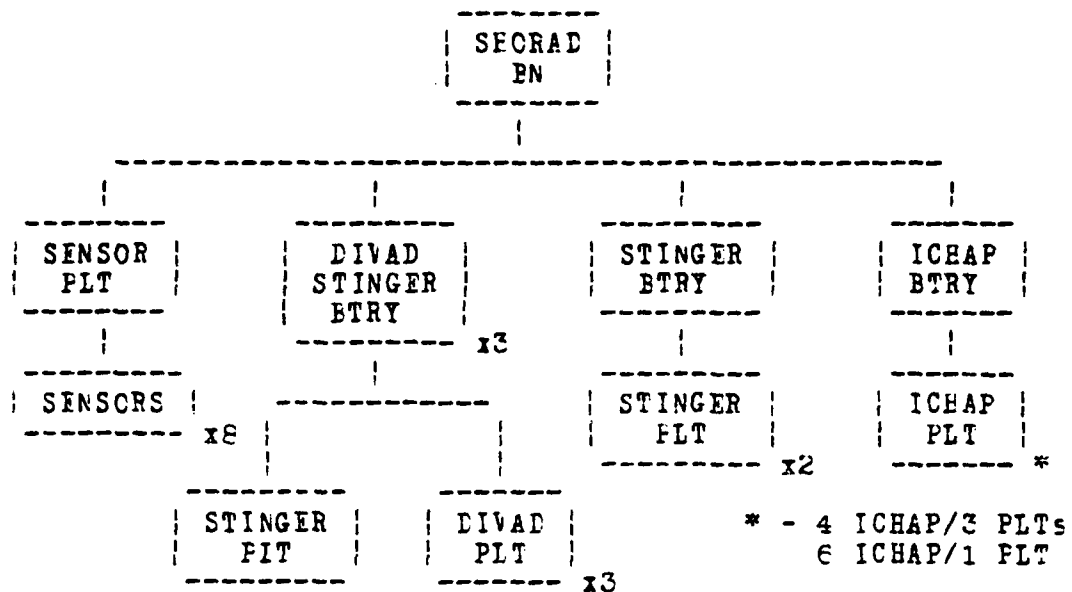 SHORAD
BN
SENSOR
PLT
DIVAD
STINGER
BTRY
x3
STINGER
BTRY
ICHAP
BTRY
SENSORS
x8
STINGER
PLT
x2
ICHAP
PLT
*
STINGER
PLT
DIVAD
PLT
x3
* - 4 ICHAP/3 PLTs
6 ICHAP/1 PLT